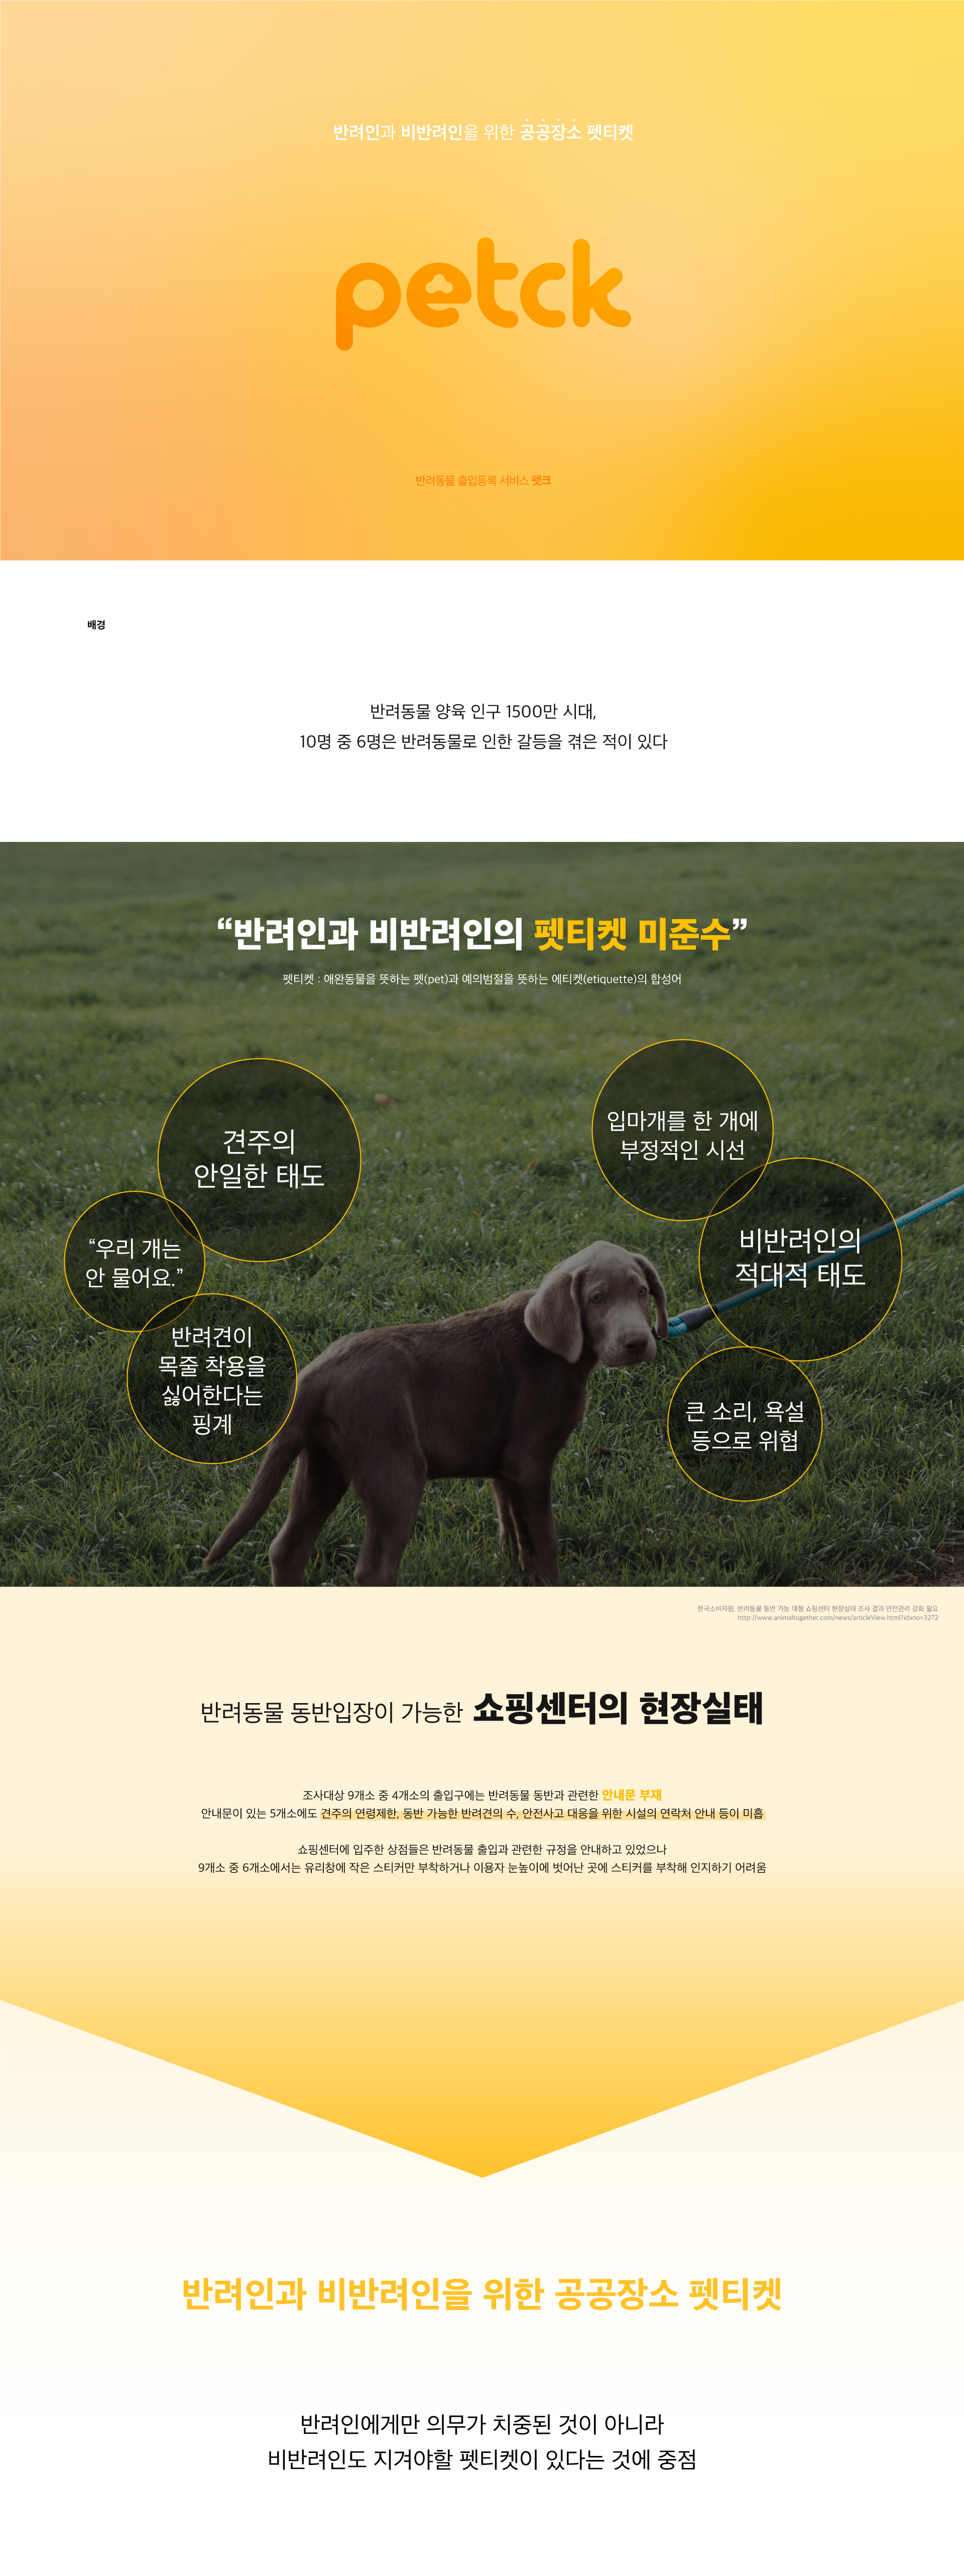 반려인과 비반려인을 위한 공공장소 펫티켓
petck
반려동물 출입등록 서비스 펫크
배경
반려동물 양육 인구 1500만 시대,
10명 중 6명은 반려동물로 인한 갈등을 겪은 적이 있다
“반려인과 비반려인의 펫티켓 미준수”
펫티켓 : 애완동물을 뜻하는 펫(pet)과 예의범절을 뜻하는 에티켓(etiquette)의 합성어
견주의
안일한 태도
“우리 개는
안 물어요.”
반려견이
목줄 착용을
싫어한다는
핑계
입마개를 한 개에
부정적인 시선
비반려인의
적대적 태도
큰 소리, 욕설
등으로 위협
한국소비자원, 반려동물 동반 가능 대형 쇼핑센터 현장실태 조사 결과 안전관리 강화 필요
http://www.animaltogether.com/news/articleView.html?idxno=3272
반려동물 동반입장이 가능한 쇼핑센터의 현장실태
조사대상 9개소 중 4개소의 출입구에는 반려동물 동반과 관련한 안내문 부재
안내문이 있는 5개소에도 견주의 연령제한, 동반 가능한 반려견의 수, 안전사고 대응을 위한 시설의 연락처 안내 등이 미흡
쇼핑센터에 입주한 상점들은 반려동물 출입과 관련한 규정을 안내하고 있었으나
9개소 중 6개소에서는 유리창에 작은 스티커만 부착하거나 이용자 눈높이에 벗어난 곳에 스티커를 부착해 인지하기 어려움
반려인과 비반려인을 위한 공공장소 펫티켓
반려인에게만 의무가 치중된 것이 아니라
비반려인도 지겨야할 펫티켓이 있다는 것에 중점